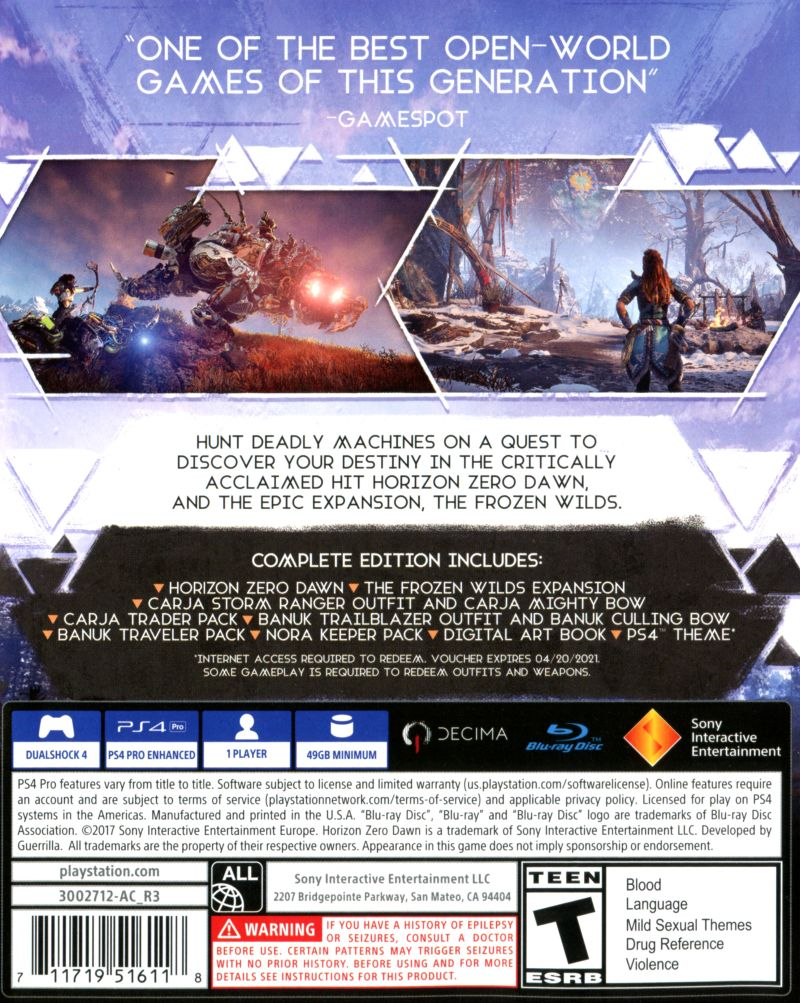 “ONE OF THE BEST OPEN-WORLD
GAMES OF THIS GENERATION”
-GAMESPOT
HUNT DEADLY MACHINES ON A QUEST TO
DISCOVER YOUR DESTINY IN THE CRITICALLY
ACCLAIMED HIT HORIZON ZERO DAWN,
AND THE EPIC EXPANSION, THE FROZEN WILDS.
COMPLETE EDITION INCLUDES:
▼ HORIZON ZERO DAWN ▼ THE FROZEN WILDS EXPANSION
▼ CARJA STORM RANGER OUTFIT AND CARJA MIGHTY BOW
▼ CARJA TRADER PACK ▼ BANUK TRAILBLAZER OUTFIT AND BANUK CULLING BOW
▼ BANUK TRAVELER PACK ▼ NORA KEEPER PACK ▼ DIGITAL ART BOOK ▼ PS4™ THEME*
*INTERNET ACCESS REQUIRED TO REDEEM. VOUCHER EXPIRES 04/20/2021.
SOME GAMEPLAY IS REQUIRED TO REDEEM OUTFITS AND WEAPONS.
DUALSHOCK 4
PS4 Pro
PS4 PRO ENHANCED
1 PLAYER
49GB MINIMUM
DECIMA
Blu-ray Disc™
Sony
Interactive
Entertainment
PS4 Pro features vary from title to title. Software subject to license and limited warranty (us.playstation.com/softwarelicense). Online features require
an account and are subject to terms of service (playstationnetwork.com/terms-of-service) and applicable privacy policy. Licensed for play on PS4
systems in the Americas. Manufactured and printed in the U.S.A. “Blu-ray Disc”, “Blu-ray” and “Blu-ray Disc” logo are trademarks of Blu-ray Disc
Association. ©2017 Sony Interactive Entertainment Europe. Horizon Zero Dawn is a trademark of Sony Interactive Entertainment LLC. Developed by
Guerrilla. All trademarks are the property of their respective owners. Appearance in this game does not imply sponsorship or endorsement.
playstation.com
3002712-AC_R3
7 11719 51611 8
ALL
Sony Interactive Entertainment LLC
2207 Bridgepointe Parkway, San Mateo, CA 94404
WARNING IF YOU HAVE A HISTORY OF EPILEPSY
OR SEIZURES, CONSULT A DOCTOR
BEFORE USE. CERTAIN PATTERNS MAY TRIGGER SEIZURES
WITH NO PRIOR HISTORY. BEFORE USING AND FOR MORE
DETAILS SEE INSTRUCTIONS FOR THIS PRODUCT.
TEEN
T
ESRB
Blood
Language
Mild Sexual Themes
Drug Reference
Violence